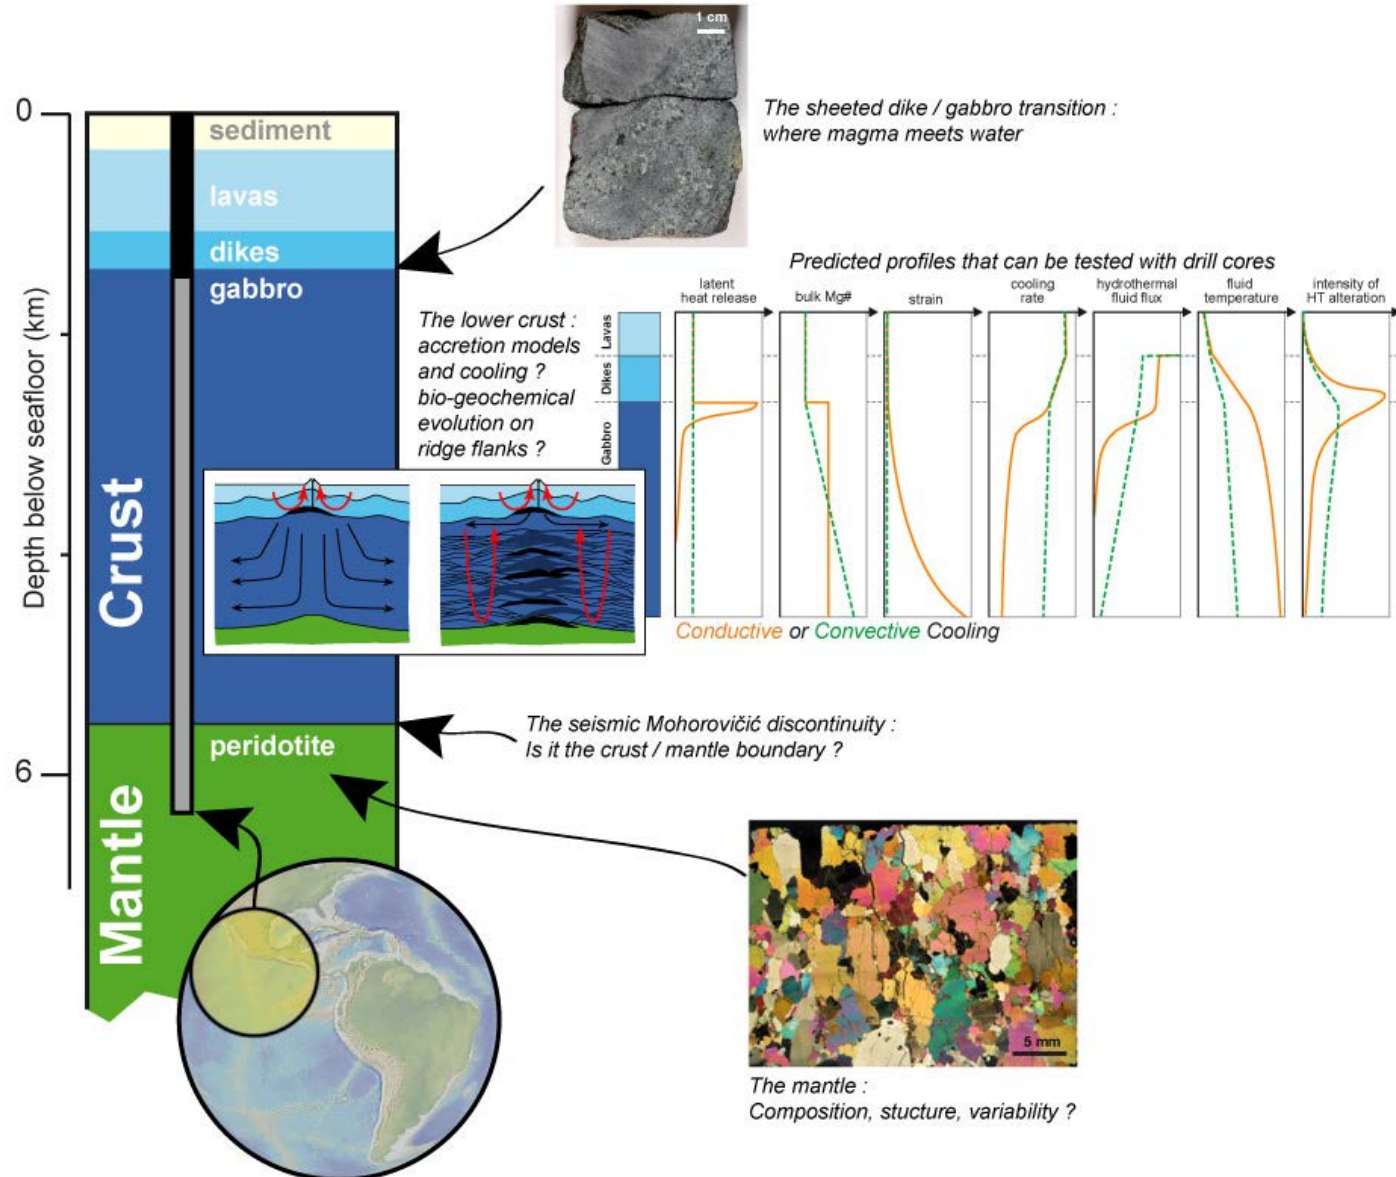 1 cm
The sheeted dike / gabbro transition :
where magma meets water
0
sediment
lavas
dikes
gabbro
Depth below seafloor (km)
Crust
Predicted profiles that can be tested with drill cores
latent
heat release
bulk Mg#
strain
cooling
rate
hydrothermal
fluid flux
fluid
temperature
intensity of
HT alteration
The lower crust :
accretion models
and cooling ?
bio-geochemical
evolution on
ridge flanks ?
Lavas
Dikes
Gabbro
Conductive or Convective Cooling
The seismic Mohorovičić discontinuity :
Is it the crust / mantle boundary ?
peridotite
6
Mantle
5 mm
The mantle :
Composition, stucture, variability ?